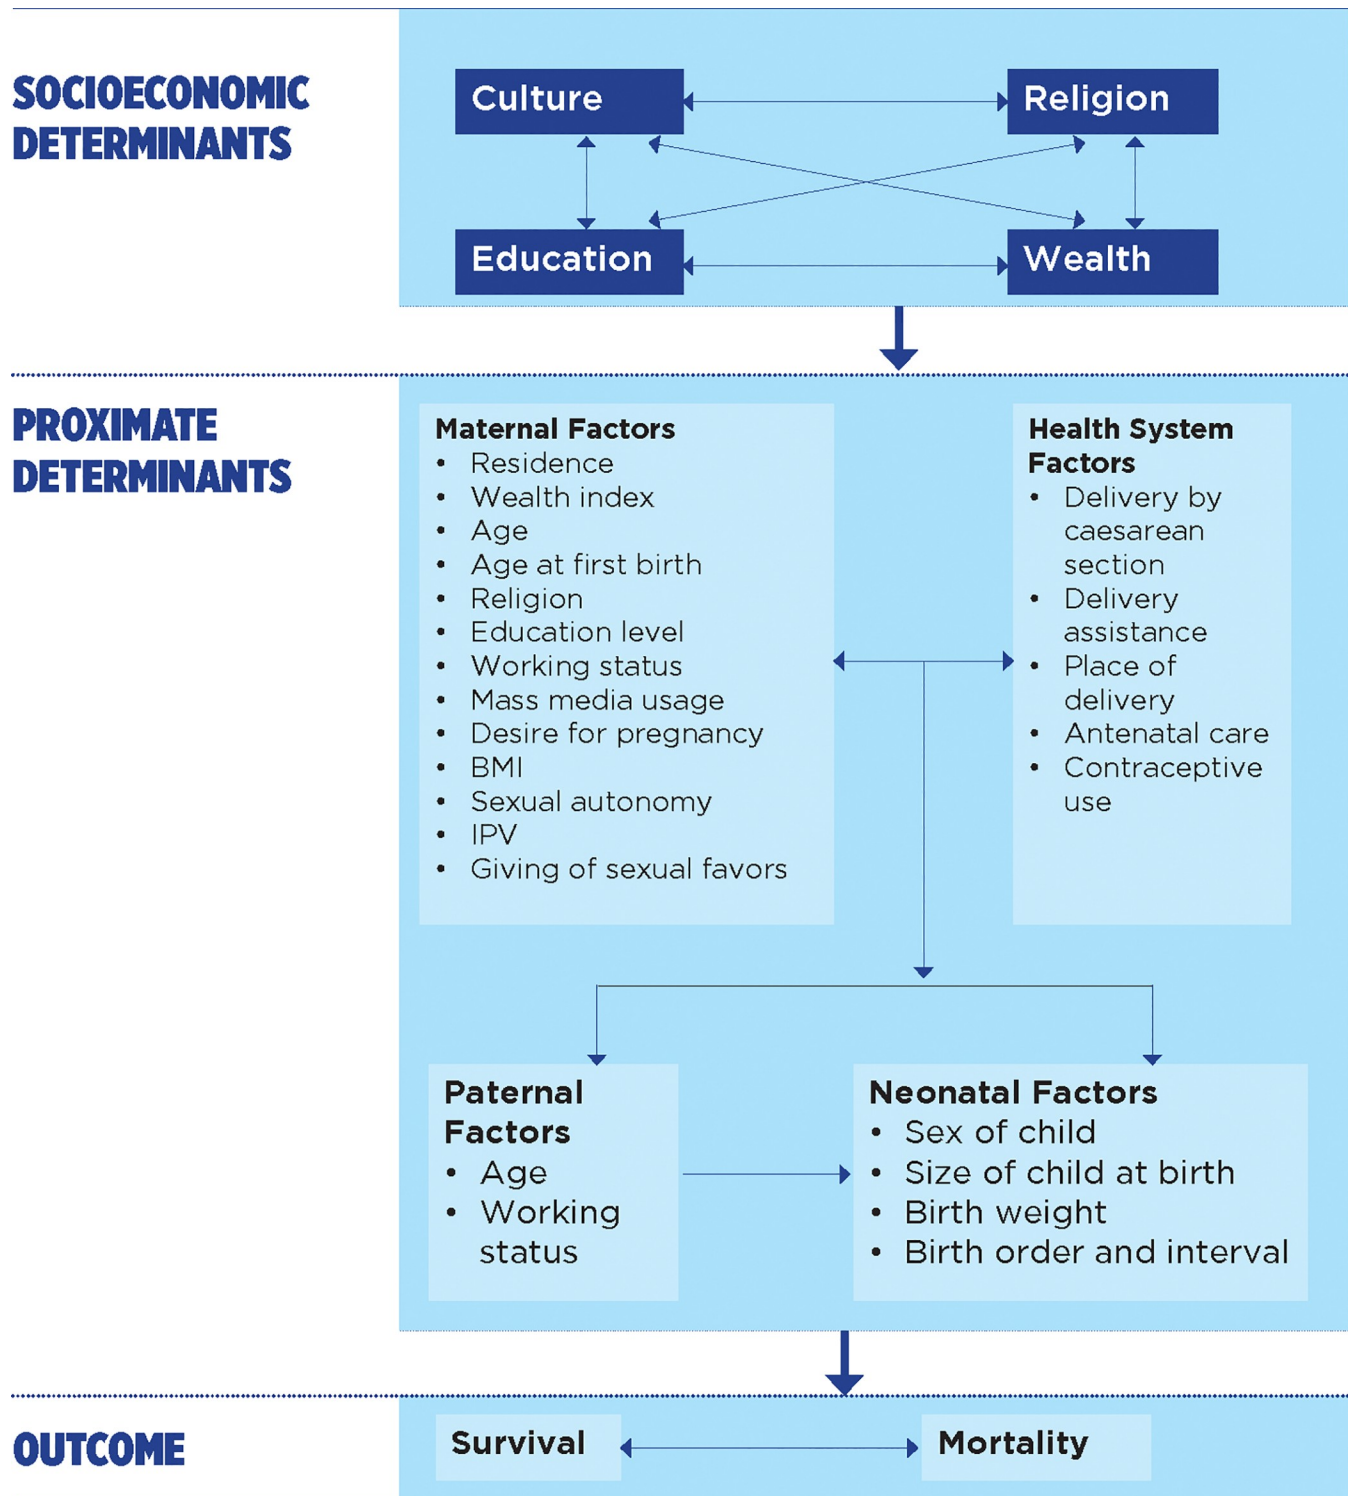 SOCIOECONOMIC
DETERMINANTS
Culture
Religion
Education
Wealth
PROXIMATE
DETERMINANTS
Maternal Factors
• Residence
• Wealth index
• Age
• Age at first birth
• Religion
• Education level
• Working status
• Mass media usage
• Desire for pregnancy
• BMI
• Sexual autonomy
• IPV
• Giving of sexual favors
Health System
Factors
• Delivery by
caesarean
section
• Delivery
assistance
• Place of
delivery
• Antenatal care
• Contraceptive
use
Paternal
Factors
• Age
• Working
status
Neonatal Factors
• Sex of child
• Size of child at birth
• Birth weight
• Birth order and interval
OUTCOME
Survival
Mortality